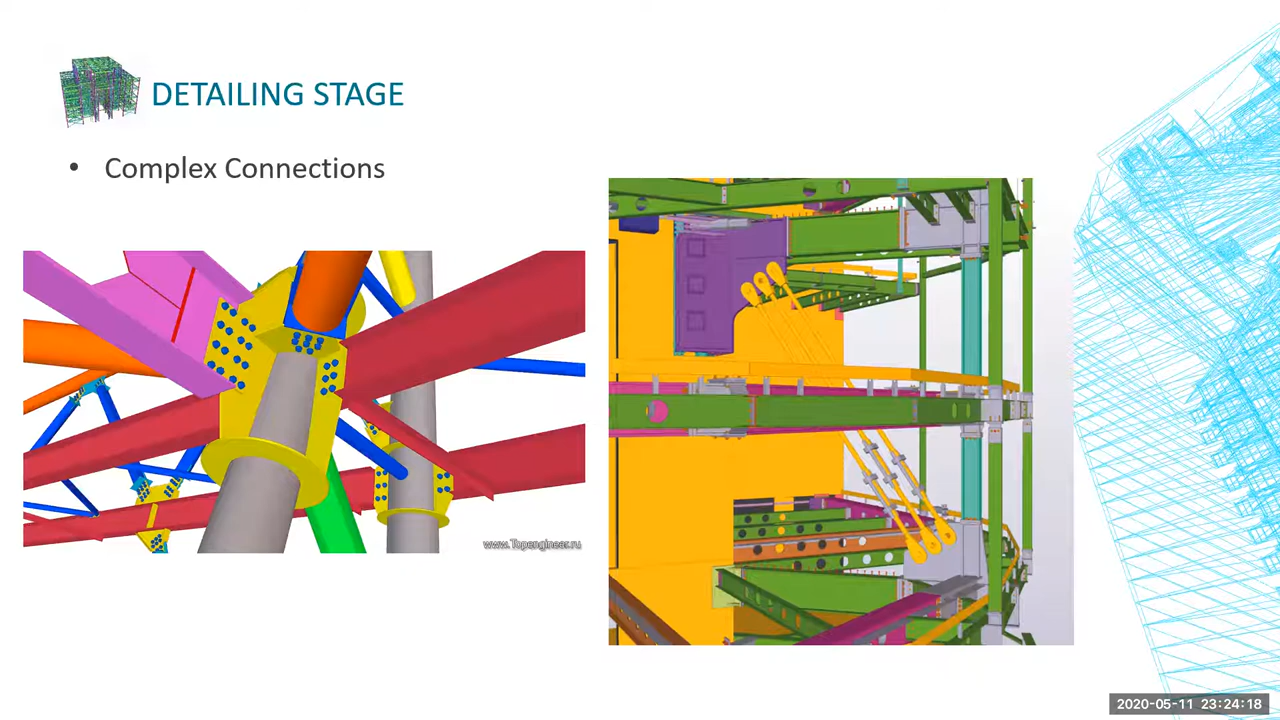 DETAILING STAGE
• Complex Connections
www.Topengineer.ru
2020-05-11 23:24:18